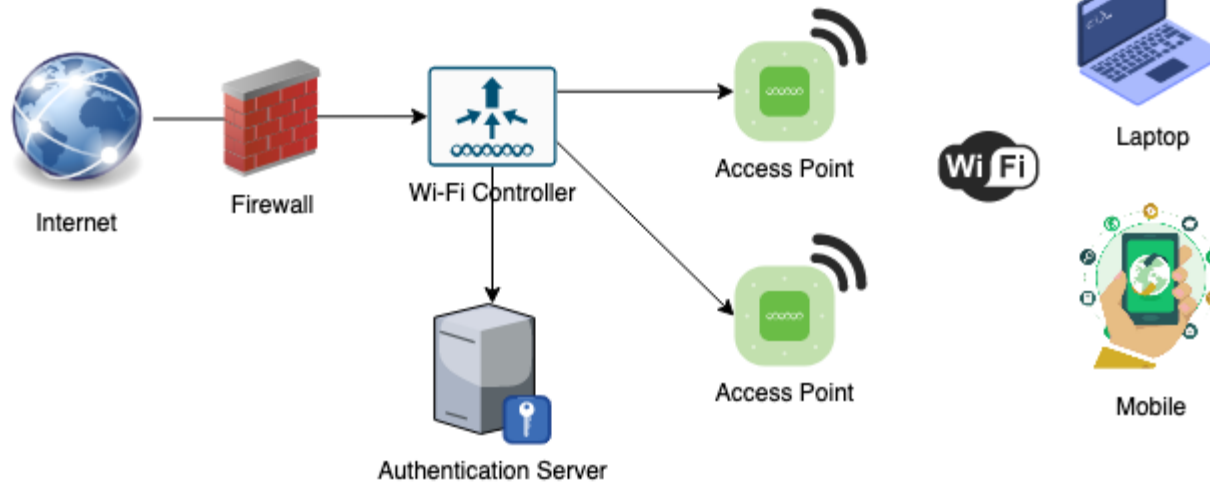 Internet
Firewall
Wi-Fi Controller
Authentication Server
Access Point
Access Point
Wi Fi
Laptop
Mobile